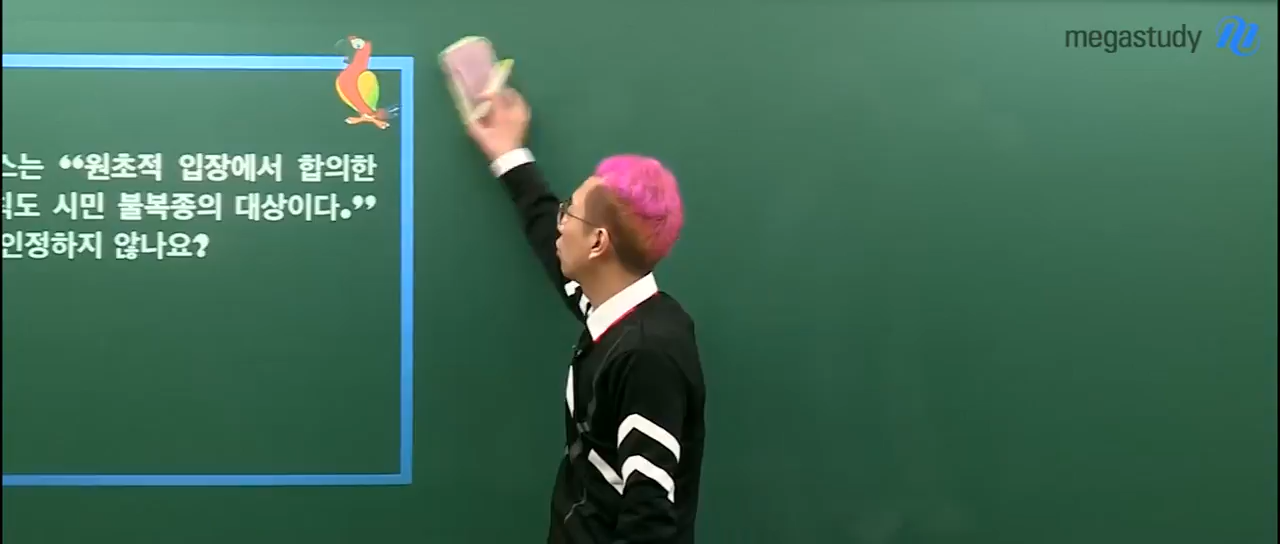 스는 “원초적 입장에서 합의한
도 시민 불복종의 대상이다.”
인정하지 않나요?
megastudy